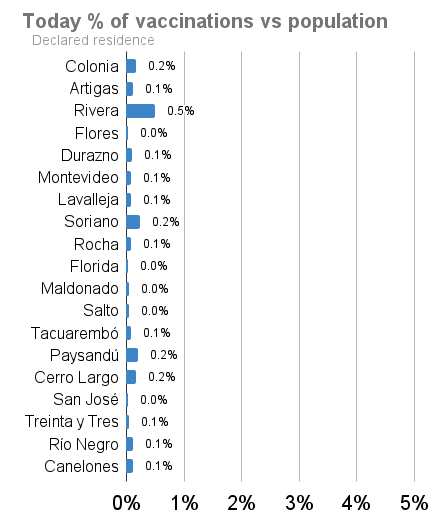 Today % of vaccinations vs population
Declared residence
Colonia 0.2%
Artigas 0.1%
Rivera 0.5%
Flores 0.0%
Durazno 0.1%
Montevideo 0.1%
Lavalleja 0.1%
Soriano 0.2%
Rocha 0.1%
Florida 0.0%
Maldonado 0.0%
Salto 0.0%
Tacuarembó 0.1%
Paysandú 0.2%
Cerro Largo 0.2%
San José 0.0%
Treinta y Tres 0.1%
Río Negro 0.1%
Canelones 0.1%
0% 1% 2% 3% 4% 5%